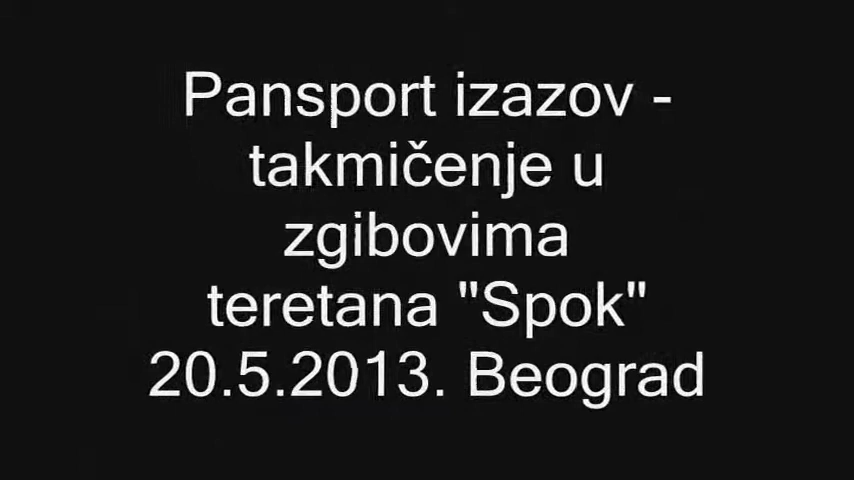 Pansport izazov -
takmičenje u
zgibovima
teretana "Spok"
20.5.2013. Beograd